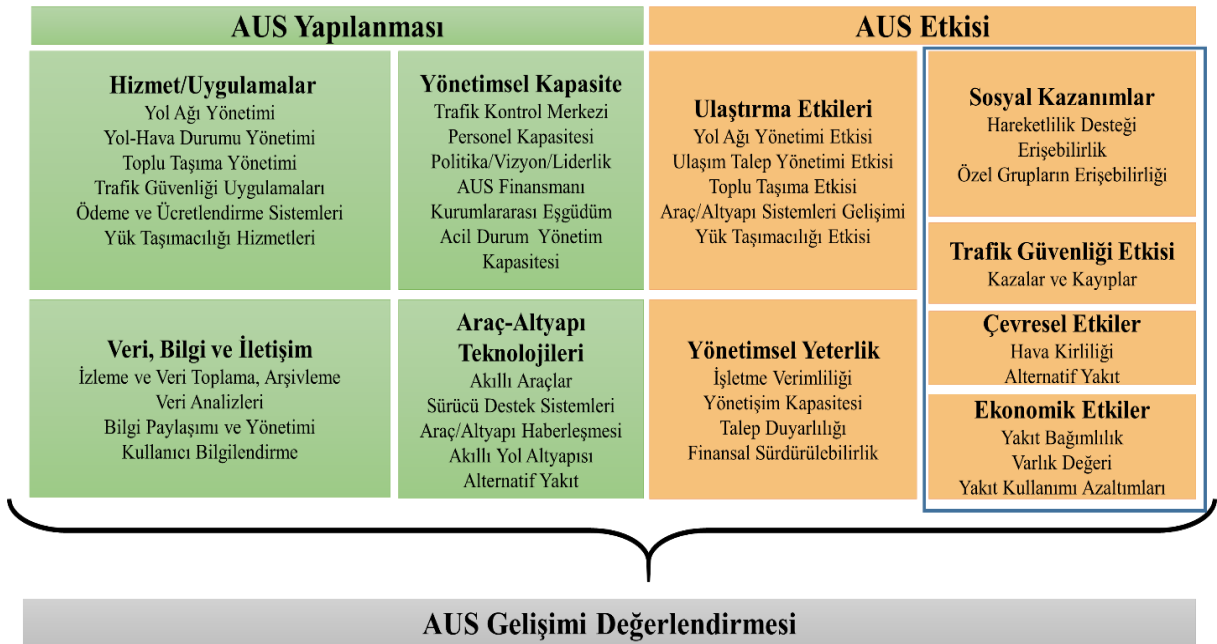 AUS Yapılanması
AUS Etkisi
Hizmet/Uygulamalar
Yol Ağı Yönetimi
Yol-Hava Durumu Yönetimi
Toplu Taşıma Yönetimi
Trafik Güvenliği Uygulamaları
Ödeme ve Ücretlendirme Sistemleri
Yük Taşımacılığı Hizmetleri
Yönetimsel Kapasite
Trafik Kontrol Merkezi
Personel Kapasitesi
Politika/Vizyon/Liderlik
AUS Finansmanı
Kurumlararası Eşgüdüm
Acil Durum Yönetim
Kapasitesi
Ulaştırma Etkileri
Yol Ağı Yönetimi Etkisi
Ulaşım Talep Yönetimi Etkisi
Toplu Taşıma Etkisi
Araç/Altyapı Sistemleri Gelişimi
Yük Taşımacılığı Etkisi
Sosyal Kazanımlar
Hareketlilik Desteği
Erişebilirlik
Özel Grupların Erişebilirliği
Trafik Güvenliği Etkisi
Kazalar ve Kayıplar
Veri, Bilgi ve İletişim
İzleme ve Veri Toplama, Arşivleme
Veri Analizleri
Bilgi Paylaşımı ve Yönetimi
Kullanıcı Bilgilendirme
Araç-Altyapı
Teknolojileri
Akıllı Araçlar
Sürücü Destek Sistemleri
Araç/Altyapı Haberleşmesi
Akıllı Yol Altyapısı
Alternatif Yakıt
Yönetimsel Yeterlik
İşletme Verimliliği
Yönetişim Kapasitesi
Talep Duyarlılığı
Finansal Sürdürülebilirlik
Çevresel Etkiler
Hava Kirliliği
Alternatif Yakıt
Ekonomik Etkiler
Yakıt Bağımlılık
Varlık Değeri
Yakıt Kullanımı Azaltımları
AUS Gelişimi Değerlendirmesi